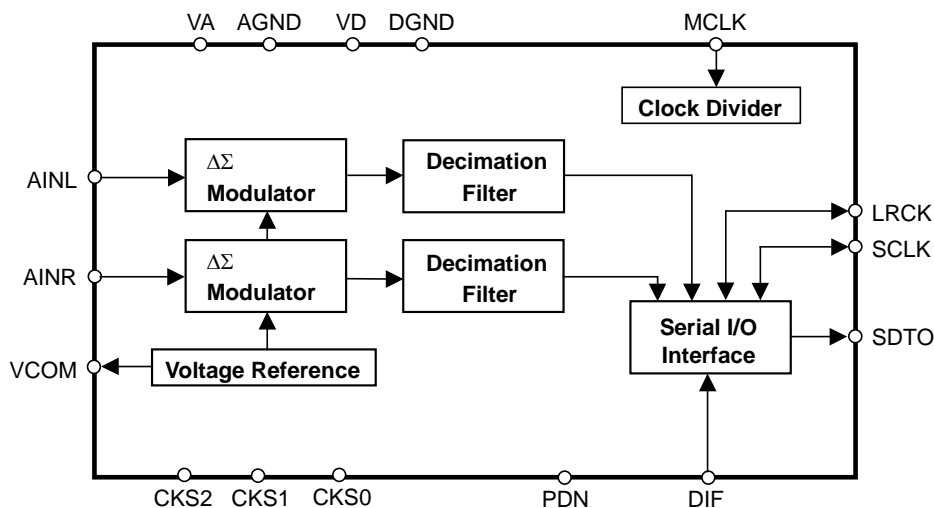 VA AGND VD DGND MCLK
Clock Divider
AINL
ΔΣ
Modulator
Decimation
Filter
LRCK
SCLK
AINR
ΔΣ
Modulator
Decimation
Filter
Serial I/O
Interface
SDTO
VCOM
Voltage Reference
CKS2 CKS1 CKS0 PDN DIF